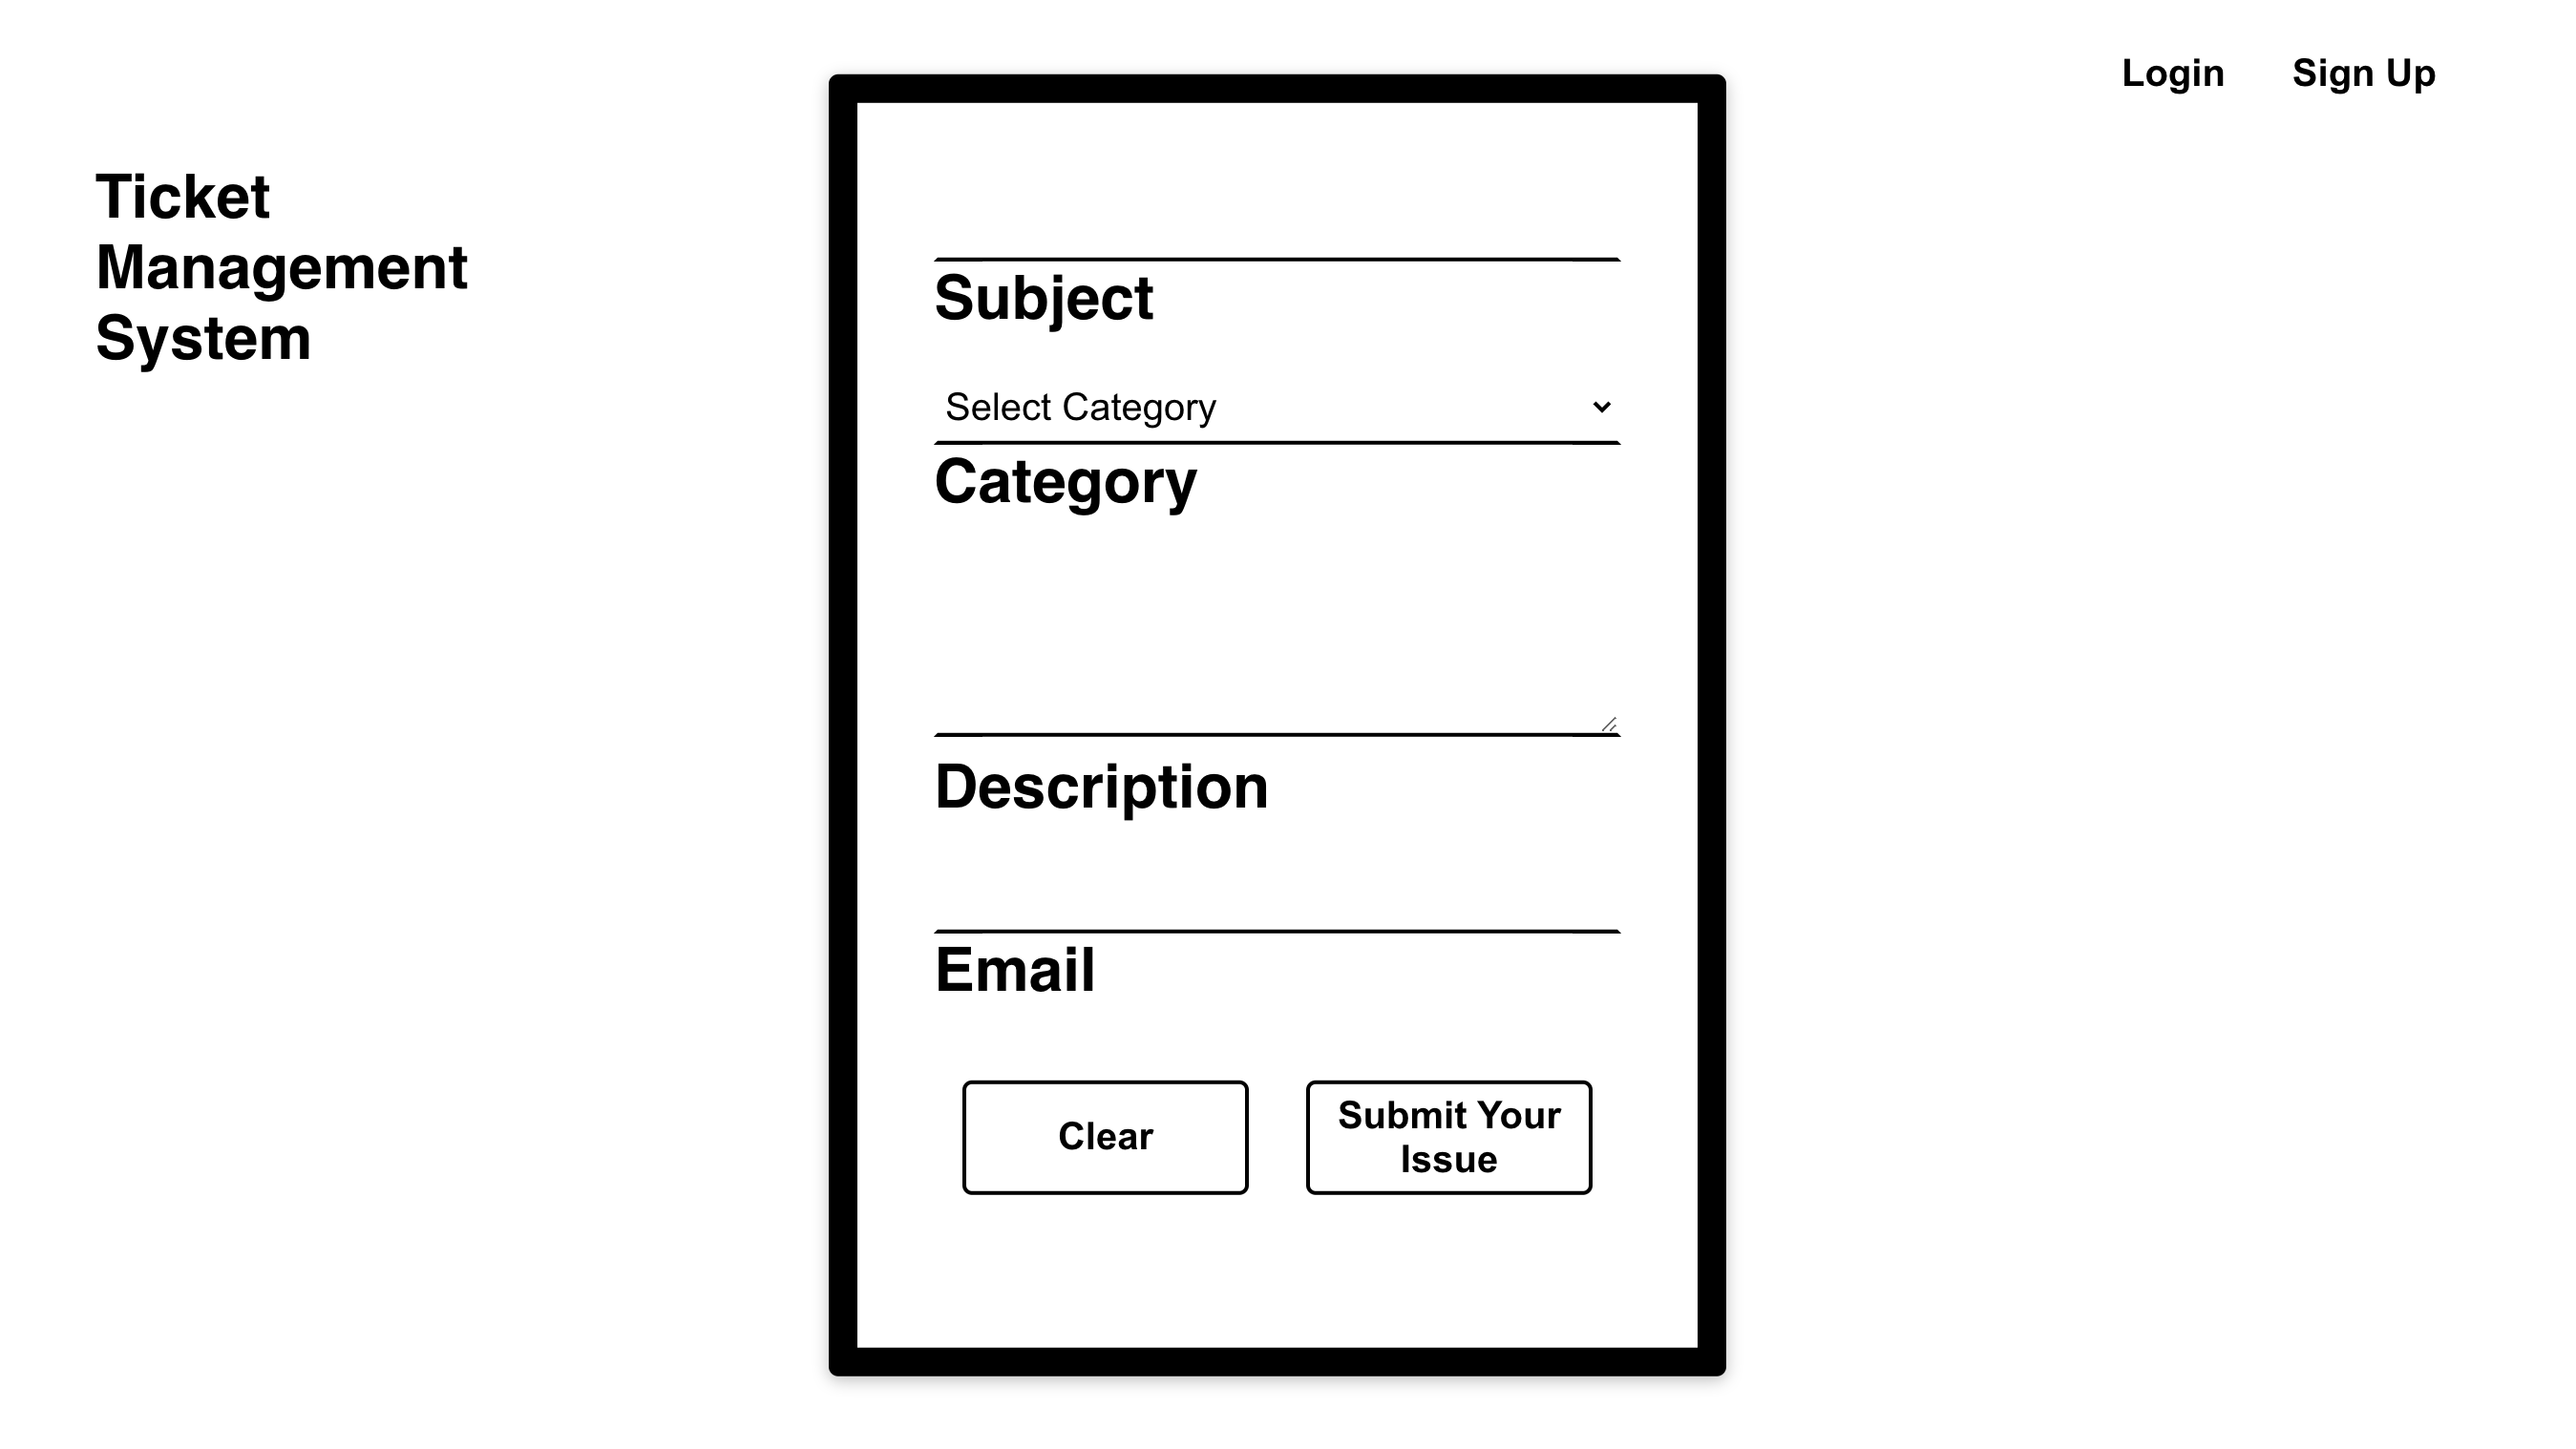 Login Sign Up
Ticket
Management
System
Subject
Select Category
Category
Description
Email
Clear
Submit Your
Issue